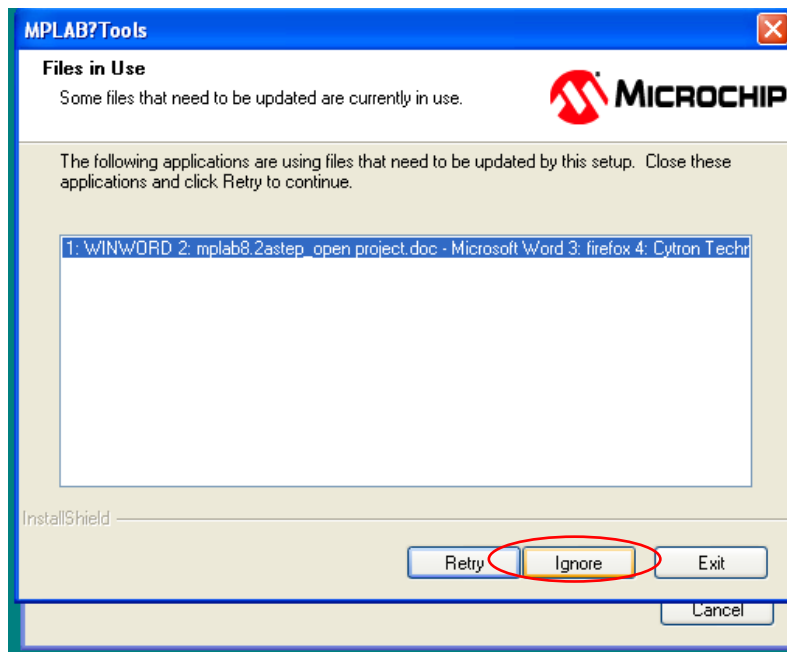 MPLAB?Tools
Files in Use
Some files that need to be updated are currently in use.
MICROCHIP
The following applications are using files that need to be updated by this setup. Close these
applications and click Retry to continue.
1: WINWORD 2: mplab8.2astep_open project.doc - Microsoft Word 3: firefox 4: Cytron Techr
InstallShield
Retry Ignore Exit
Cancel